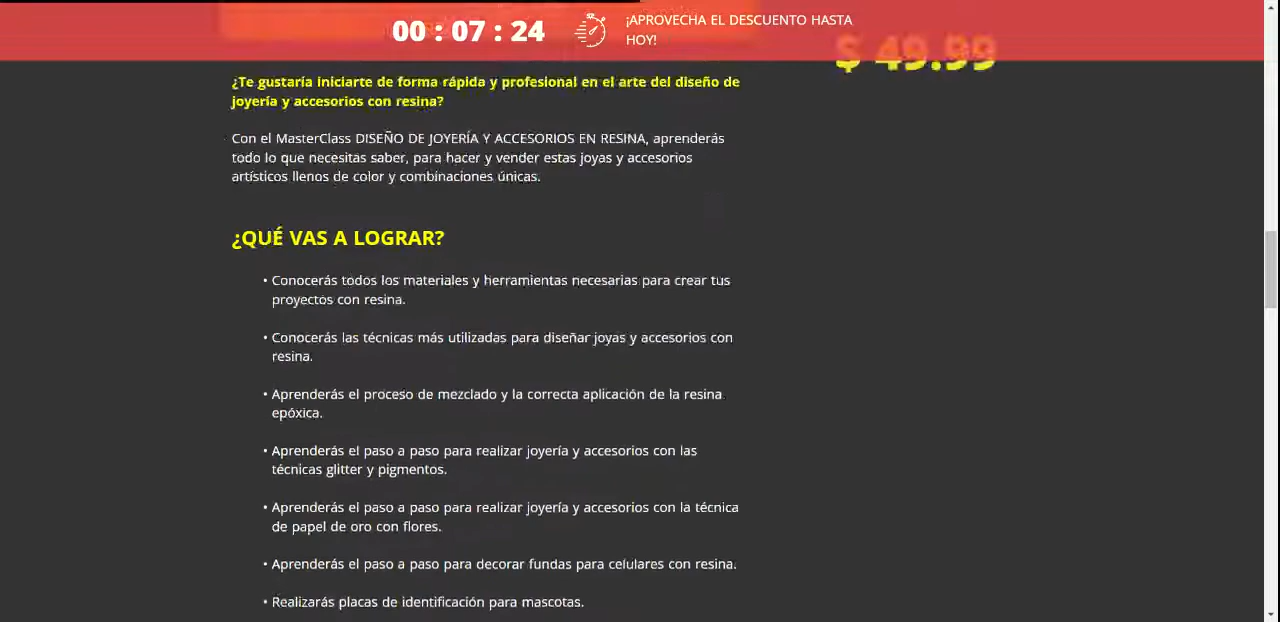 00 : 07 : 24
¡APROVECHA EL DESCUENTO HASTA
HOY!
$ 49.99
¿Te gustaría iniciarte de forma rápida y profesional en el arte del diseño de
joyería y accesorios con resina?
Con el MasterClass DISEÑO DE JOYERÍA Y ACCESORIOS EN RESINA, aprenderás
todo lo que necesitas saber, para hacer y vender estas joyas y accesorios
artísticos llenos de color y combinaciones únicas.
¿QUÉ VAS A LOGRAR?
• Conocerás todos los materiales y herramientas necesarias para crear tus
proyectos con resina.
• Conocerás las técnicas más utilizadas para diseñar joyas y accesorios con
resina.
• Aprenderás el proceso de mezclado y la correcta aplicación de la resina
epóxica.
• Aprenderás el paso a paso para realizar joyería y accesorios con las
técnicas glitter y pigmentos.
• Aprenderás el paso a paso para realizar joyería y accesorios con la técnica
de papel de oro con flores.
• Aprenderás el paso a paso para decorar fundas para celulares con resina.
• Realizarás placas de identificación para mascotas.